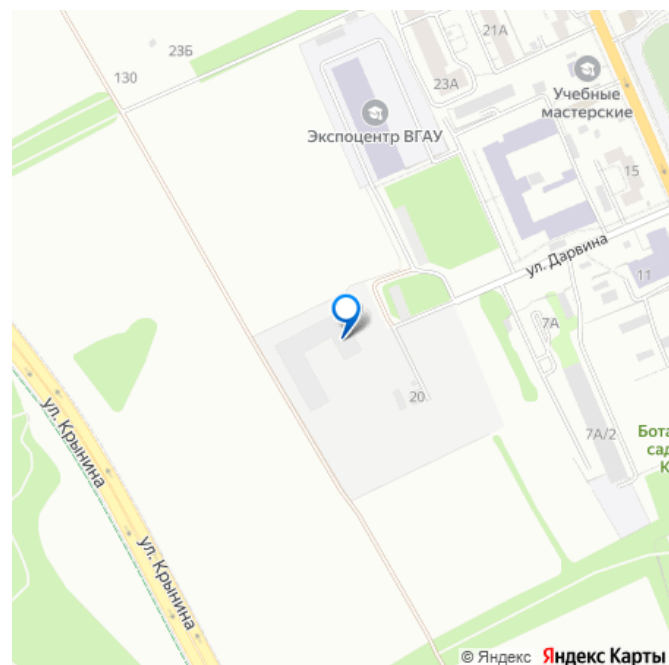 21А
23Б
130
23А
Учебные
мастерские
Экспоцентр ВГАУ
15
ул. Дарвина
11
7А
20
ул. Крынина
7А/2
Бота
сад
К
ул. Крынина
© Яндекс Яндекс Карты